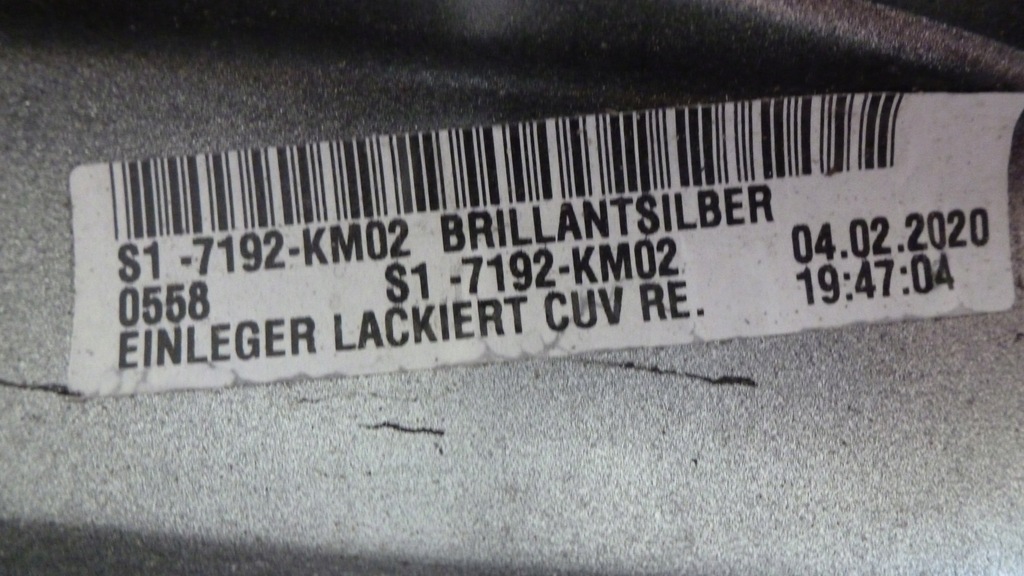 S1 -7192-KM02 BRILLANTSILBER
0558 S1 -7192-KM02 04.02.2020
EINLEGER LACKIERT CUV RE. 19:47:04